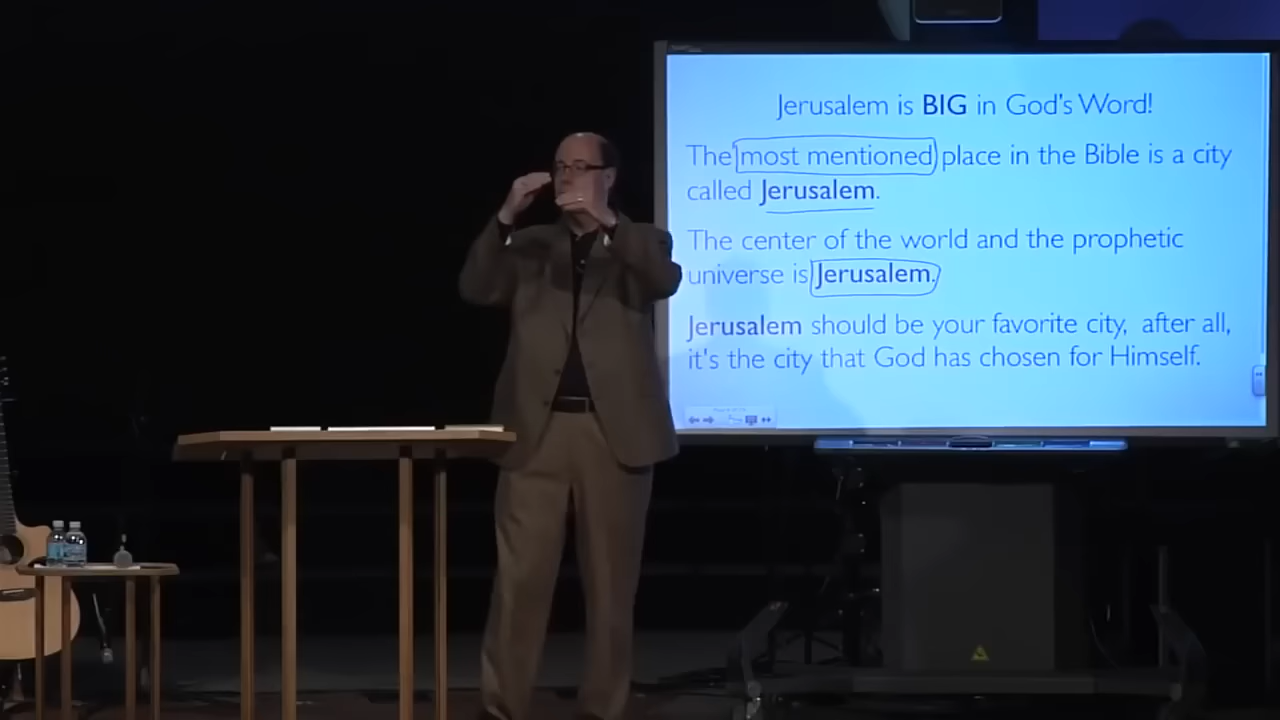 Jerusalem is BIG in God's Word!
The most mentioned place in the Bible is a city
called Jerusalem.
The center of the world and the prophetic
universe is Jerusalem.
Jerusalem should be your favorite city, after all,
it's the city that God has chosen for Himself.